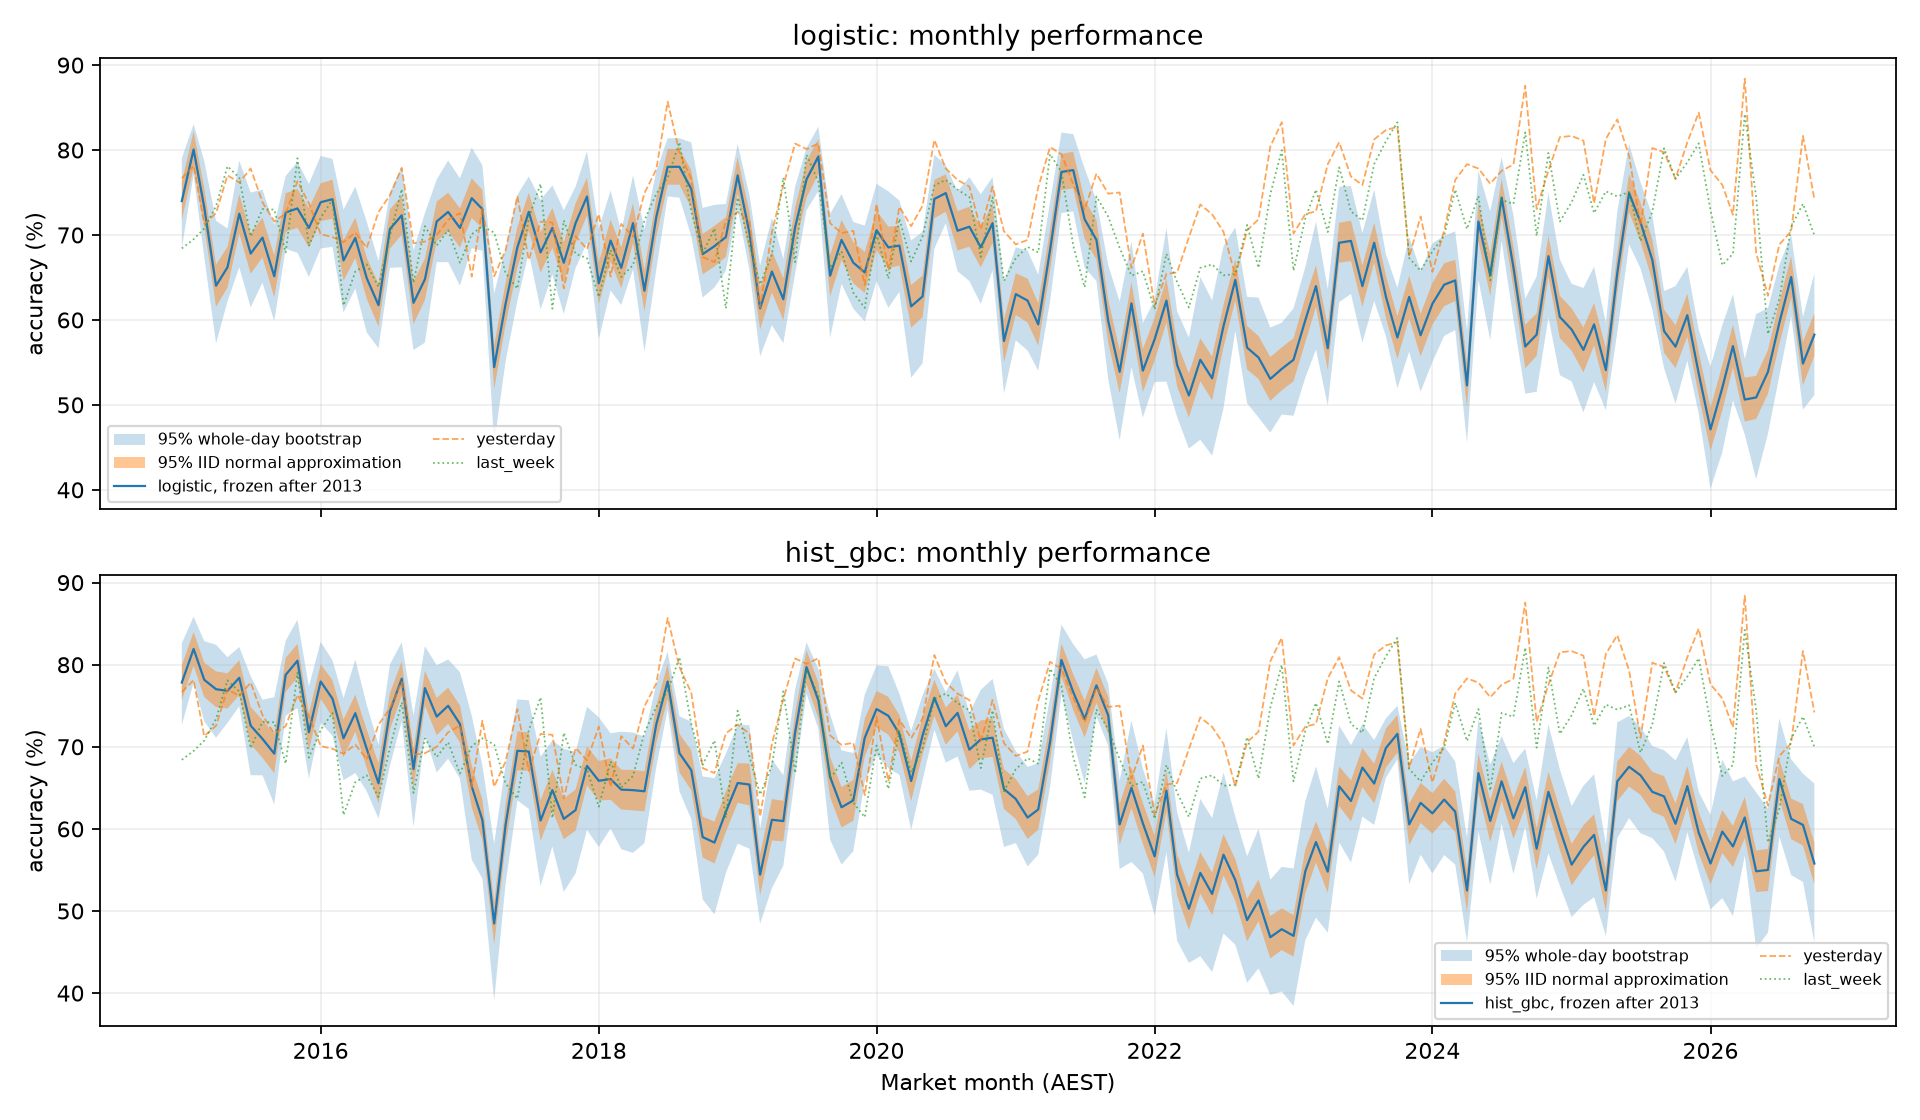 logistic: monthly performance
90
80
70
60
50
40
accuracy (%)
95% whole-day bootstrap
95% IID normal approximation
logistic, frozen after 2013
yesterday
last_week
hist_gbc: monthly performance
90
80
70
60
50
40
accuracy (%)
95% whole-day bootstrap
95% IID normal approximation
hist_gbc, frozen after 2013
yesterday
last_week
2016
2018
2020
2022
2024
2026
Market month (AEST)